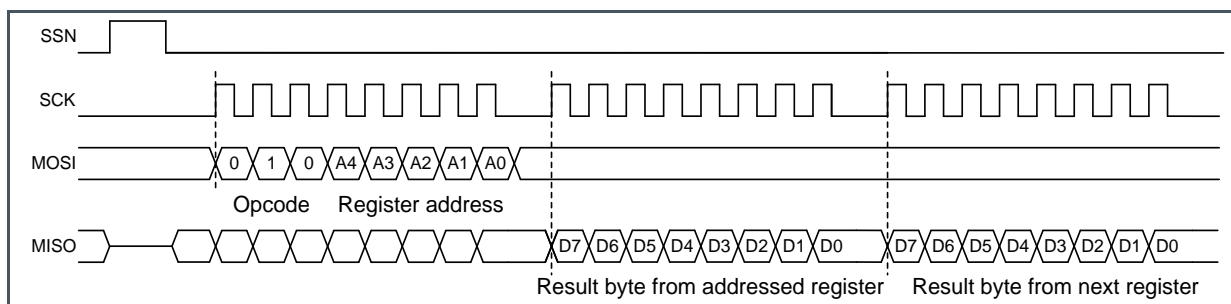 SSN
SCK
MOSI 0 1 0 A4 A3 A2 A1 A0
Opcode Register address
MISO D7 D6 D5 D4 D3 D2 D1 D0 D7 D6 D5 D4 D3 D2 D1 D0
Result byte from addressed register Result byte from next register